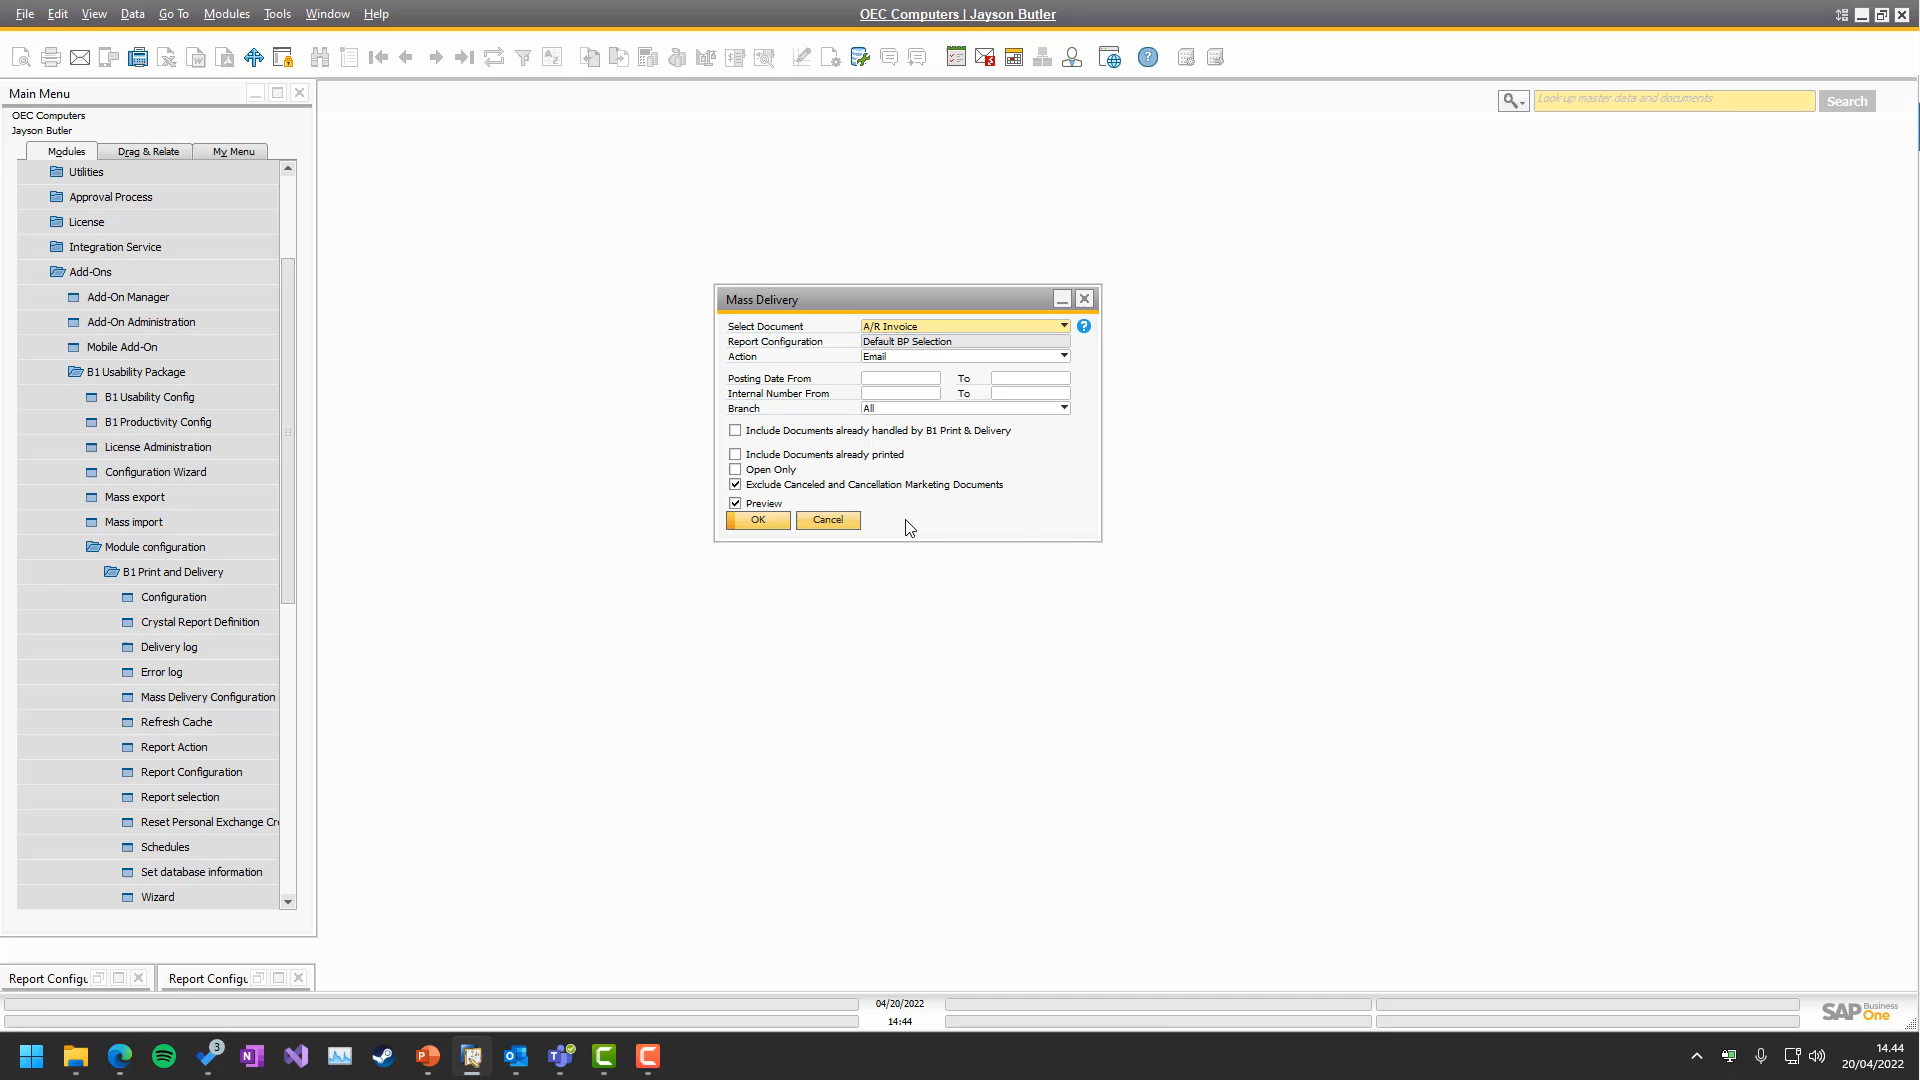 File Edit View Data Go To Modules Tools Window Help
OEC Computers | Jayson Butler
Main Menu
OEC Computers
Jayson Butler
Modules Drag & Relate My Menu
Look up master data and documents
Search
Utilities
Approval Process
License
Integration Service
Add-Ons
Add-On Manager
Add-On Administration
Mobile Add-On
B1 Usability Package
B1 Usability Config
B1 Productivity Config
License Administration
Configuration Wizard
Mass export
Mass import
Module configuration
B1 Print and Delivery
Configuration
Crystal Report Definition
Delivery log
Error log
Mass Delivery Configuration
Refresh Cache
Report Action
Report Configuration
Report selection
Reset Personal Exchange Cr
Schedules
Set database information
Wizard
Mass Delivery
Select Document A/R Invoice
Report Configuration Default BP Selection
Action Email
Posting Date From To
Internal Number From To
Branch All
Include Documents already handled by B1 Print & Delivery
Include Documents already printed
Open Only
Exclude Canceled and Cancellation Marketing Documents
Preview
OK Cancel
Report Configu Report Configu
04/20/2022
14:44
SAP Business One
3
14.44
20/04/2022